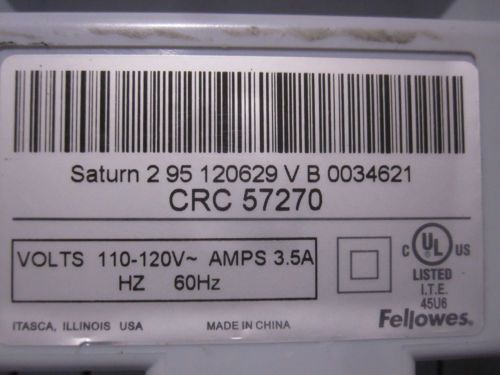 Saturn 2 95 120629 V B 0034621
CRC 57270
VOLTS 110-120V~ AMPS 3.5A
HZ 60Hz
C UL US
LISTED
I.T.E.
45U6
ITASCA, ILLINOIS USA MADE IN CHINA Fellowes.